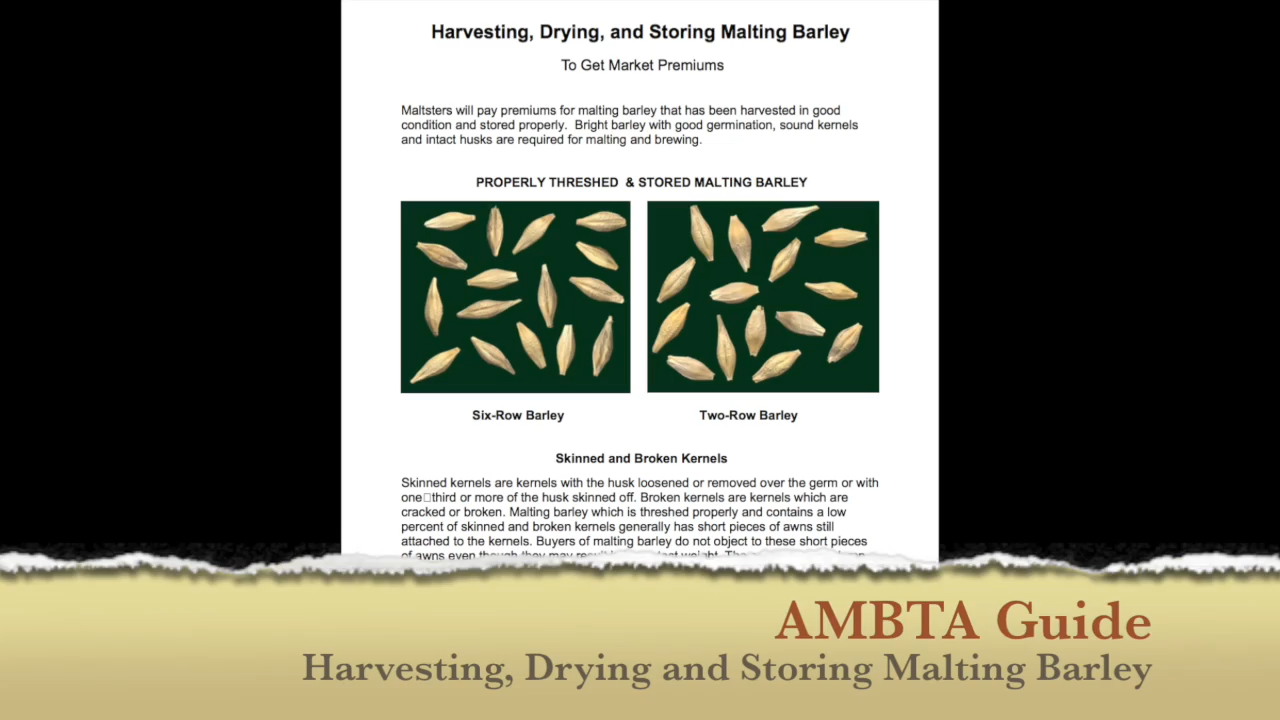 Harvesting, Drying, and Storing Malting Barley
To Get Market Premiums
Maltsters will pay premiums for malting barley that has been harvested in good
condition and stored properly.  Bright barley with good germination, sound kernels
and intact husks are required for malting and brewing.
PROPERLY THRESHED  & STORED MALTING BARLEY
Six-Row Barley
Two-Row Barley
Skinned and Broken Kernels
Skinned kernels are kernels with the husk loosened or removed over the germ or with
one□third or more of the husk skinned off. Broken kernels are kernels which are
cracked or broken. Malting barley which is threshed properly and contains a low
percent of skinned and broken kernels generally has short pieces of awns still
attached to the kernels. Buyers of malting barley do not object to these short pieces
of awns even though they may weight.
AMBTA Guide
Harvesting, Drying and Storing Malting Barley